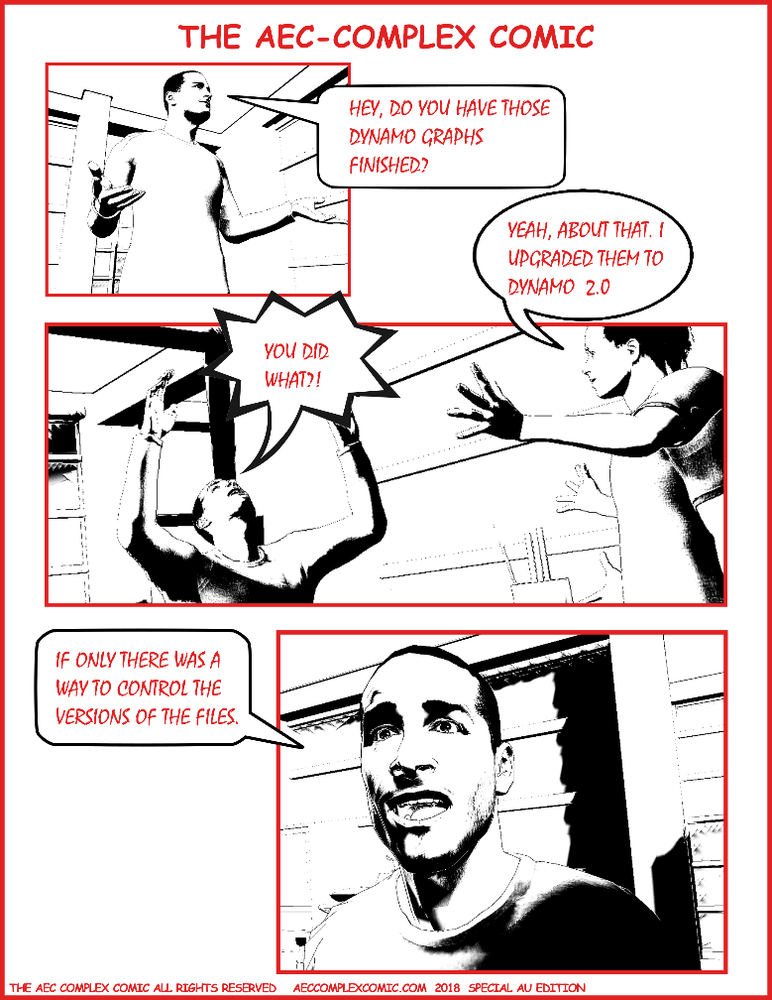 THE AEC-COMPLEX COMIC
HEY, DO YOU HAVE THOSE
DYNAMO GRAPHS
FINISHED?
YEAH, ABOUT THAT. I
UPGRADED THEM TO
DYNAMO 2.0
YOU DID
WHAT?!
IF ONLY THERE WAS A
WAY TO CONTROL THE
VERSIONS OF THE FILES.
THE AEC COMPLEX COMIC ALL RIGHTS RESERVED AECCOMPLEXCOMIC.COM 2018 SPECIAL AU EDITION